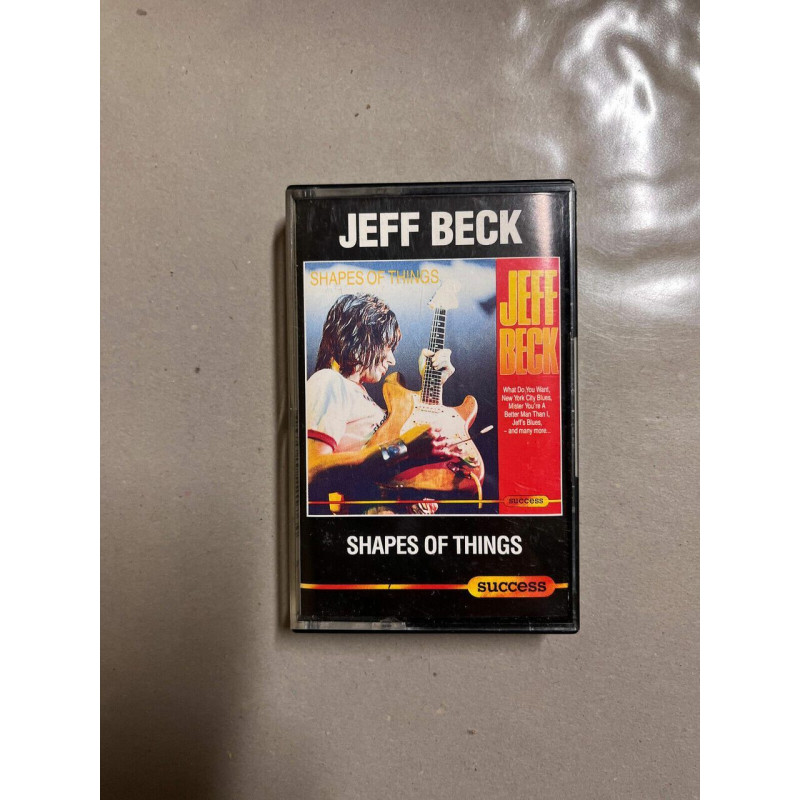 JEFF BECK
SHAPES OF THINGS
JEFF
BECK
What Do You Want,
New York City Blues,
Mister You're A
Better Man Than I,
Jeff's Blues,
- and many more...
success
SHAPES OF THINGS
success